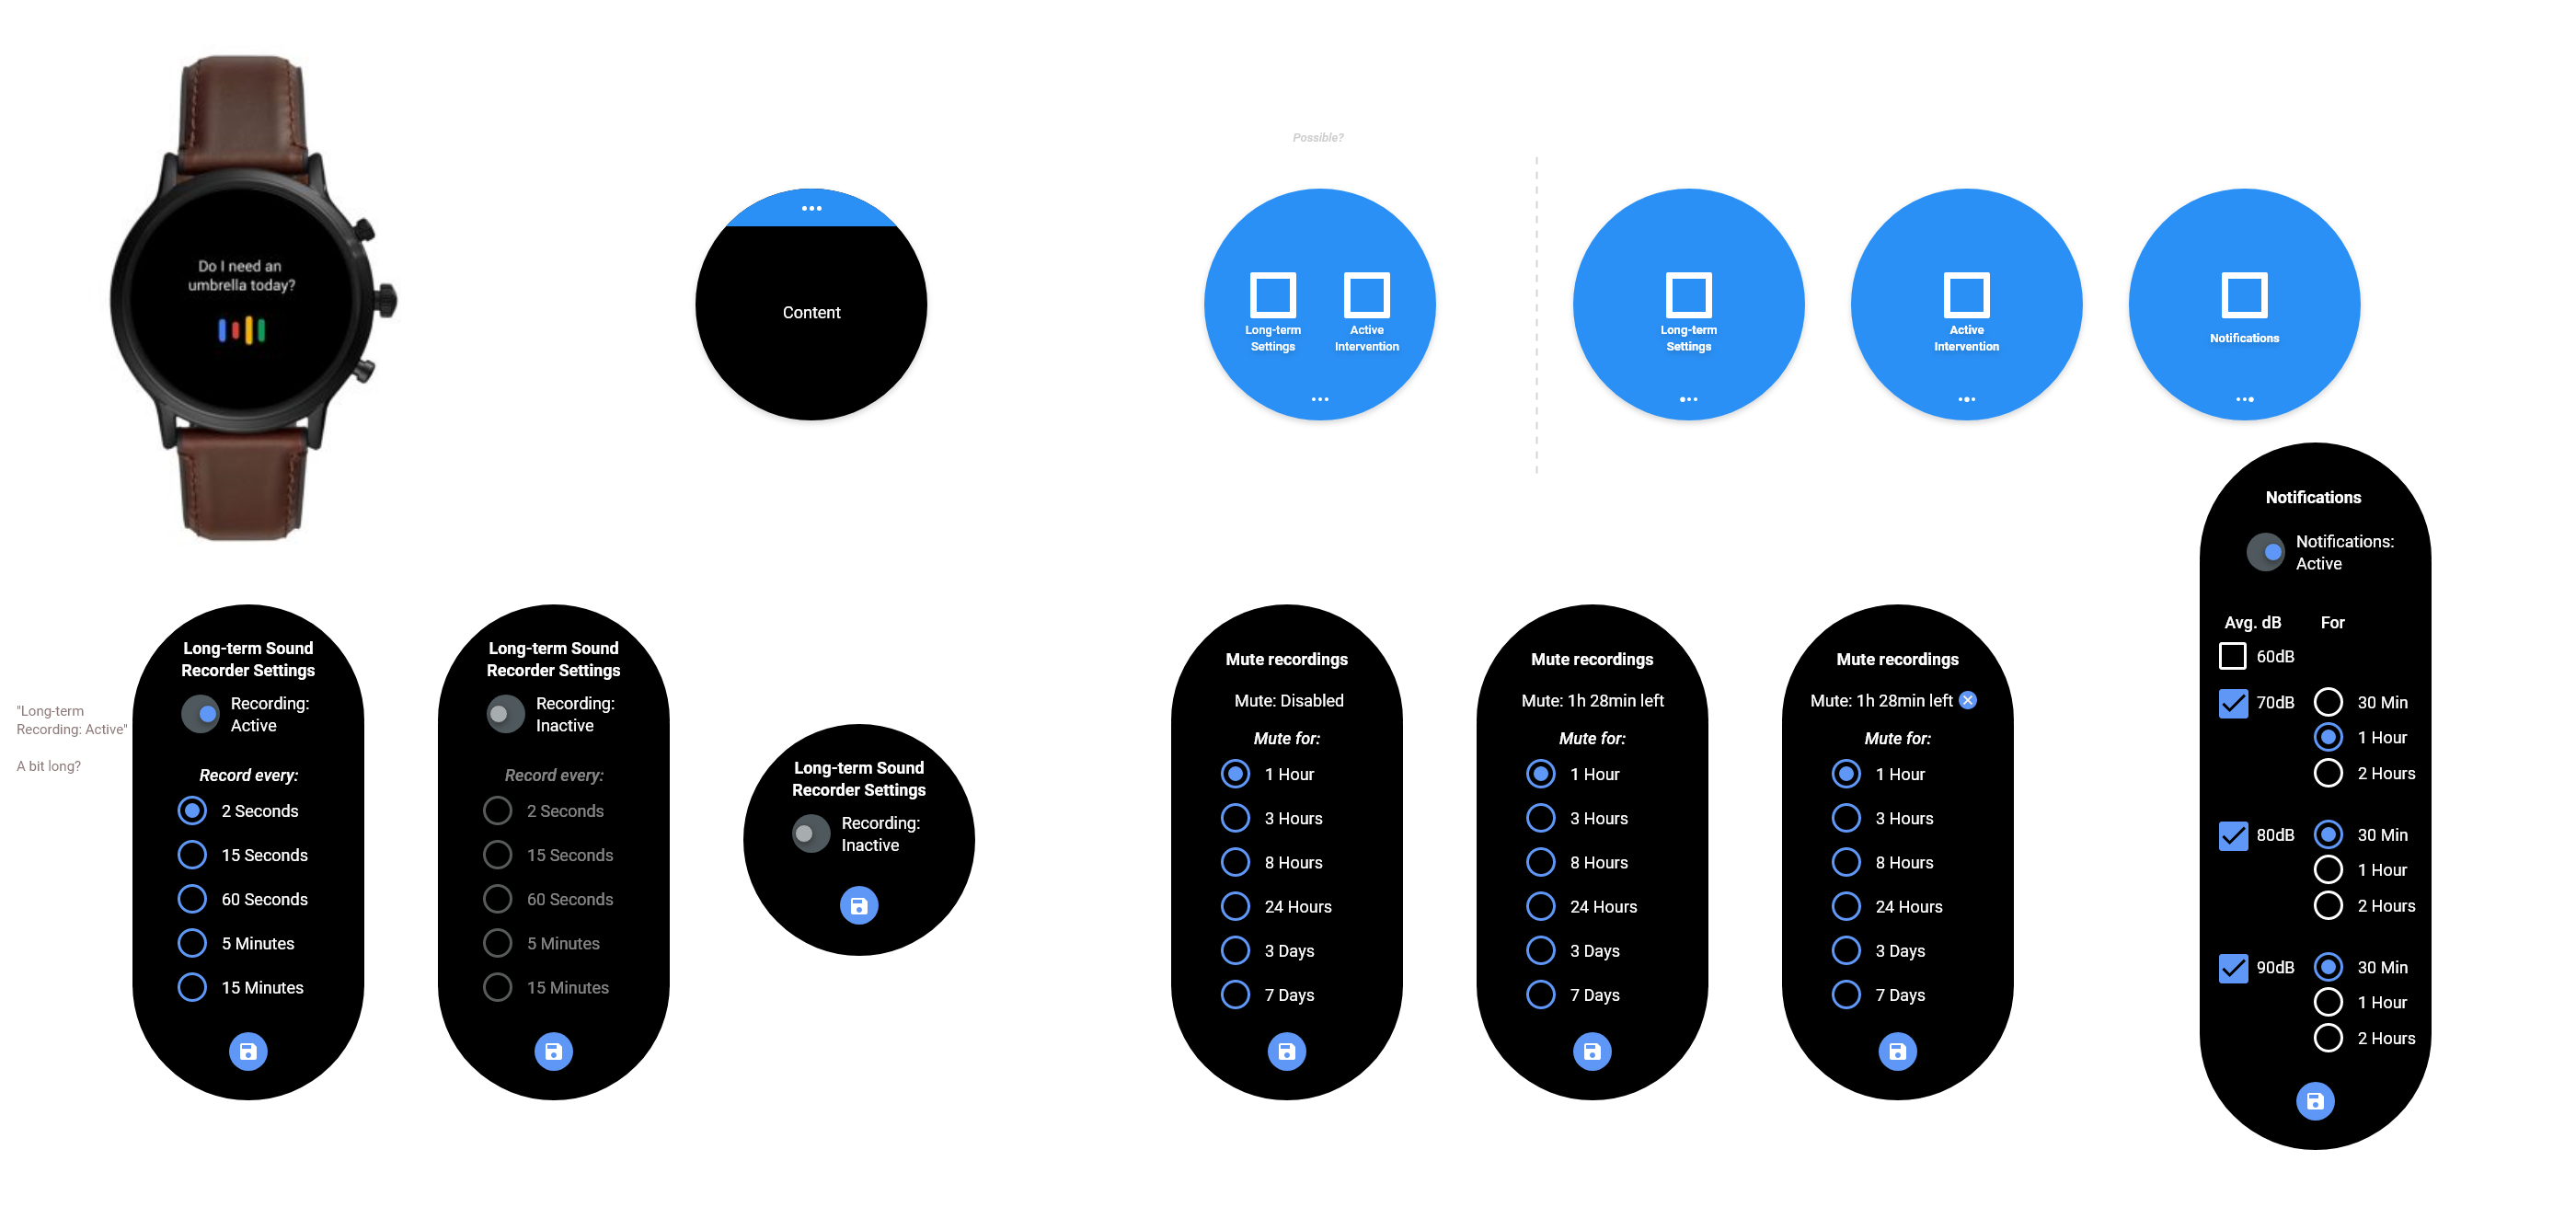 Do I need an
umbrella today?
Content
Possible?
Long-term
Settings
Active
Intervention
Long-term
Settings
Active
Intervention
Notifications
"Long-term
Recording: Active"
A bit long?
Long-term Sound
Recorder Settings
Recording:
Active
Record every:
2 Seconds
15 Seconds
60 Seconds
5 Minutes
15 Minutes
Long-term Sound
Recorder Settings
Recording:
Inactive
Record every:
2 Seconds
15 Seconds
60 Seconds
5 Minutes
15 Minutes
Long-term Sound
Recorder Settings
Recording:
Inactive
Mute recordings
Mute: Disabled
Mute for:
1 Hour
3 Hours
8 Hours
24 Hours
3 Days
7 Days
Mute recordings
Mute: 1h 28min left
Mute for:
1 Hour
3 Hours
8 Hours
24 Hours
3 Days
7 Days
Mute recordings
Mute: 1h 28min left
Mute for:
1 Hour
3 Hours
8 Hours
24 Hours
3 Days
7 Days
Notifications
Notifications:
Active
Avg. dB For
60dB
70dB 30 Min
1 Hour
2 Hours
80dB 30 Min
1 Hour
2 Hours
90dB 30 Min
1 Hour
2 Hours